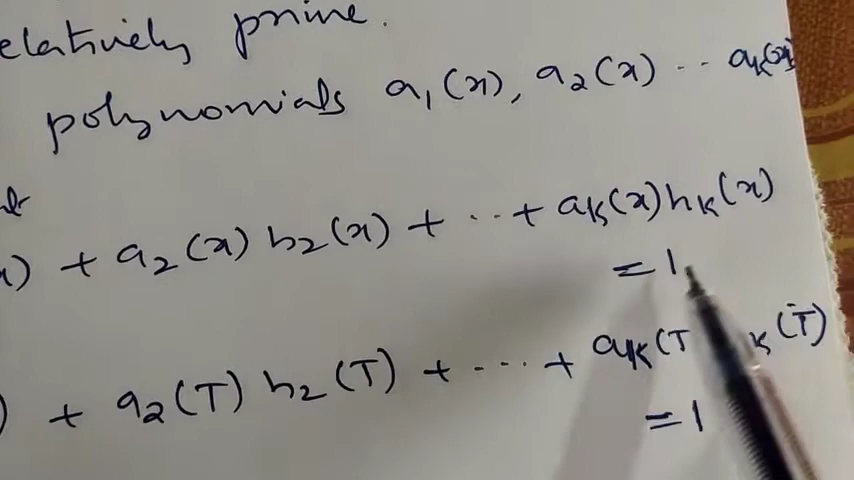 elatively prime.
polynomials a₁(x), a₂(x) ·· aₖ(x)
x) + a₂(x) h₂(x) + ··· + aₖ(x)hₖ(x)
= 1
) + a₂(T) h₂(T) + ···· + aₖ(T ₖ(T)
= 1